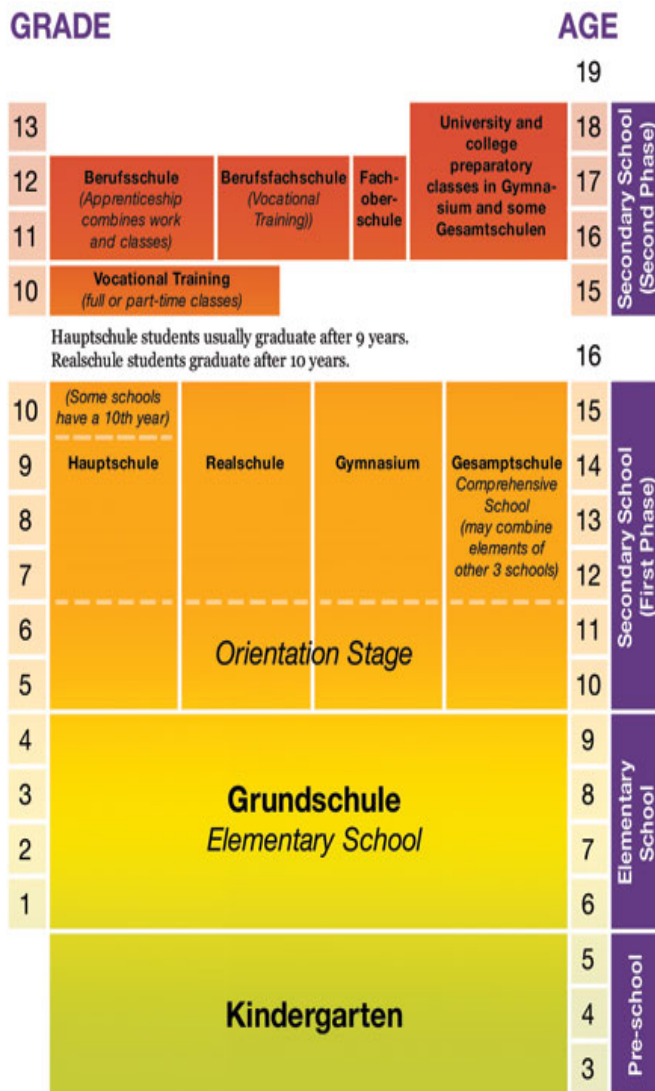 GRADE
AGE
19
13
18
12
17
11
16
10
15
Berufsschule
(Apprenticeship
combines work
and classes)
Berufsfachschule
(Vocational
Training))
Fach-
ober-
schule
University and
college
preparatory
classes in Gymna-
sium and some
Gesamtschulen
Vocational Training
(full or part-time classes)
Secondary School
(Second Phase)
Hauptschule students usually graduate after 9 years.
Realschule students graduate after 10 years.
16
10
15
9
14
8
13
7
12
6
11
5
10
(Some schools
have a 10th year)
Hauptschule
Realschule
Gymnasium
Gesamptschule
Comprehensive
School
(may combine
elements of
other 3 schools)
Orientation Stage
Secondary School
(First Phase)
4
9
3
8
2
7
1
6
Grundschule
Elementary School
Elementary
School
5
4
3
Kindergarten
Pre-school